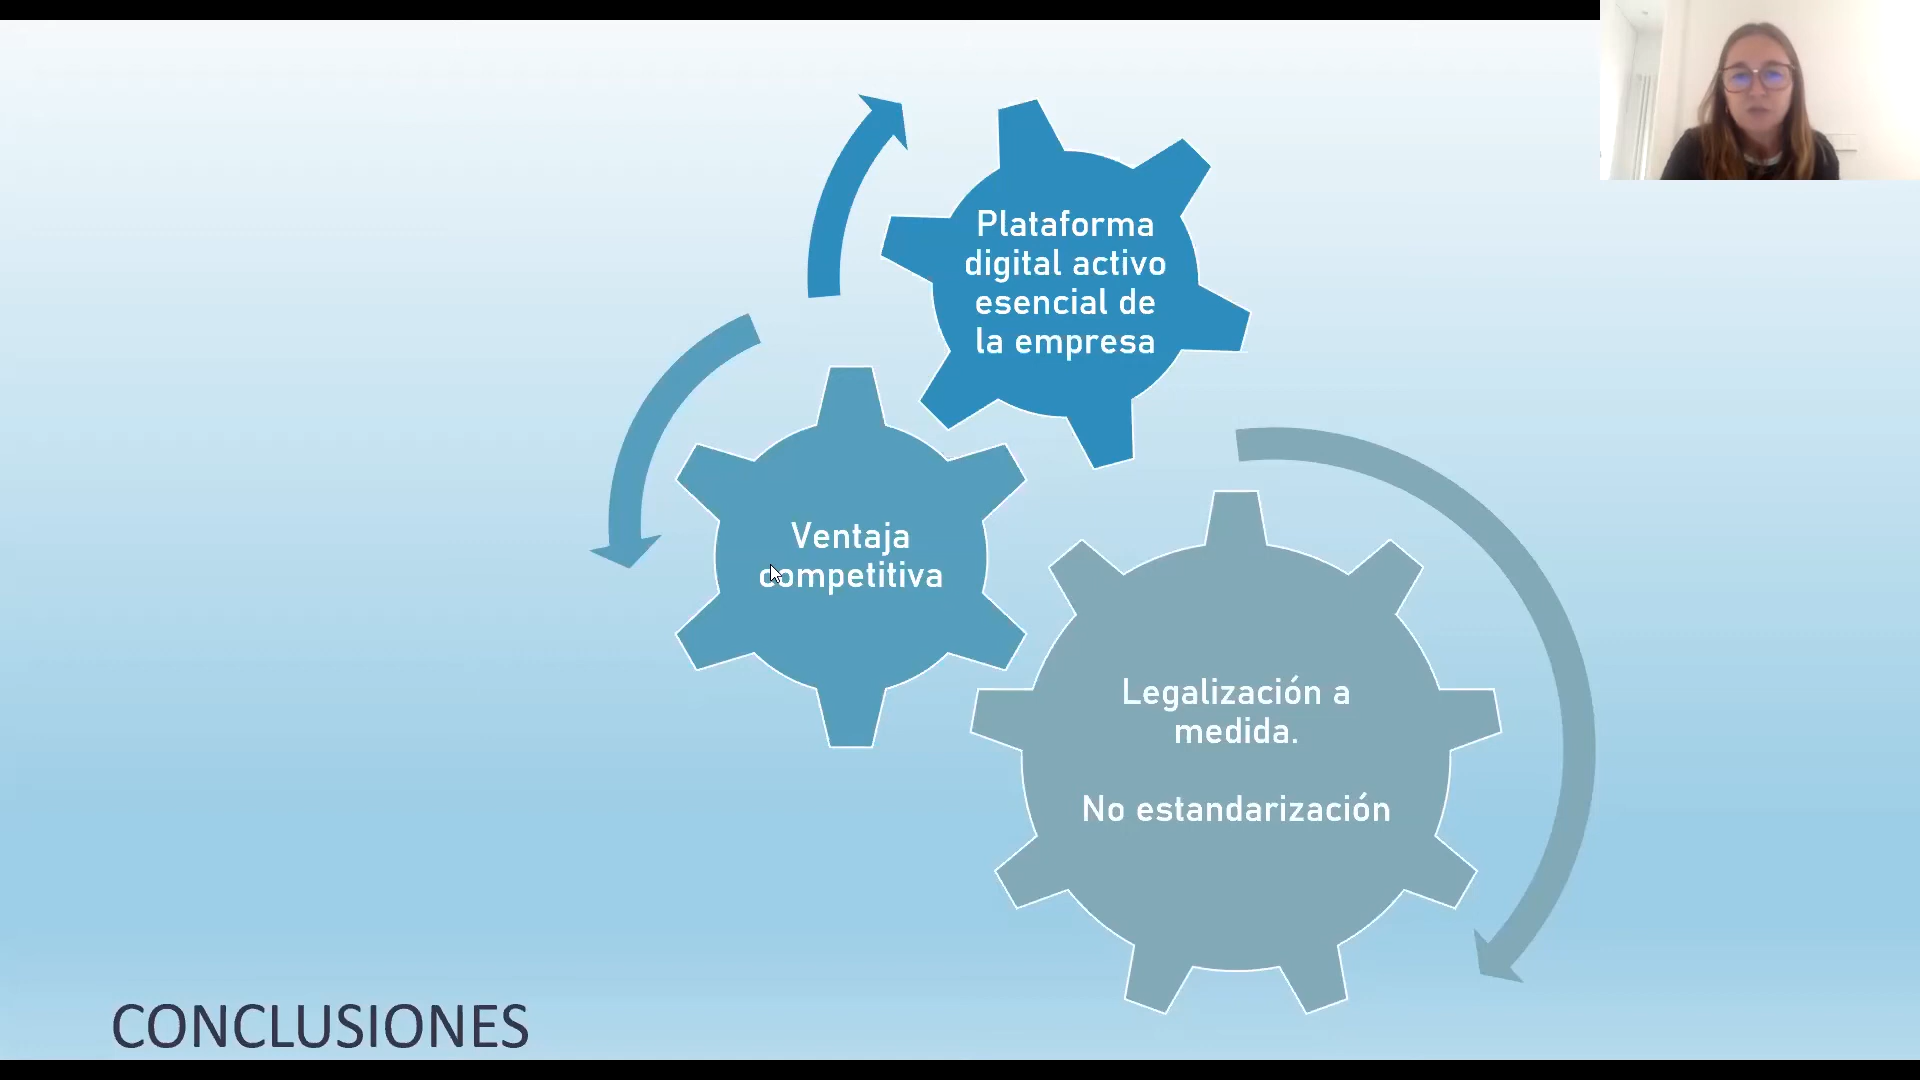 Plataforma
digital activo
esencial de
la empresa
Ventaja
competitiva
Legalización a
medida.
No estandarización
CONCLUSIONES